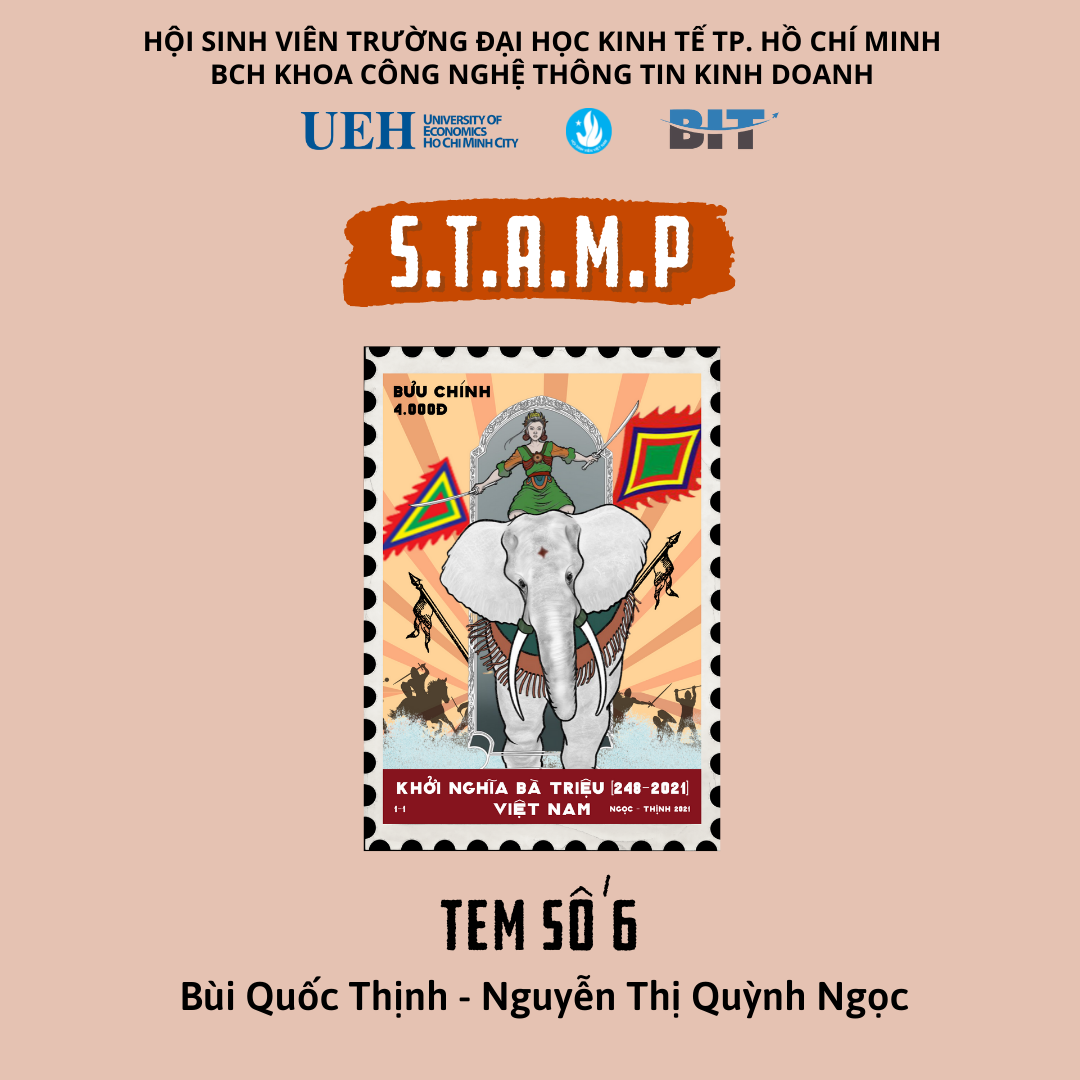 HỘI SINH VIÊN TRƯỜNG ĐẠI HỌC KINH TẾ TP. HỒ CHÍ MINH
BCH KHOA CÔNG NGHỆ THÔNG TIN KINH DOANH
UEH UNIVERSITY OF
ECONOMICS
HO CHI MINH CITY
BIT
S.T.A.M.P
BƯU CHÍNH
4.000Đ
KHỞI NGHĨA BÀ TRIỆU (248-2021)
1-1 VIỆT NAM NGỌC - THỊNH 2021
TEM SỐ 6
Bùi Quốc Thịnh - Nguyễn Thị Quỳnh Ngọc